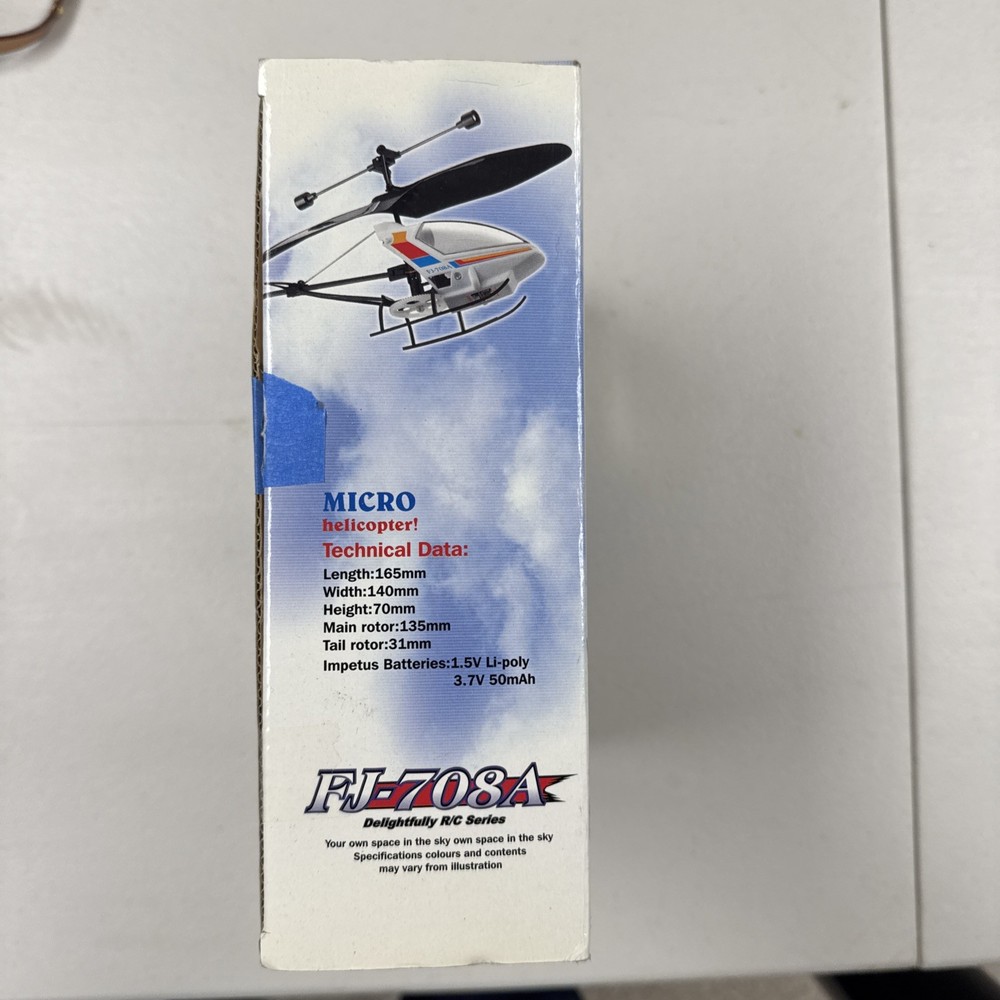 MICRO
helicopter!
Technical Data:
Length:165mm
Width:140mm
Height:70mm
Main rotor:135mm
Tail rotor:31mm
Impetus Batteries:1.5V Li-poly
3.7V 50mAh
FJ-708A
Delightfully R/C Series
Your own space in the sky own space in the sky
Specifications colours and contents
may vary from illustration